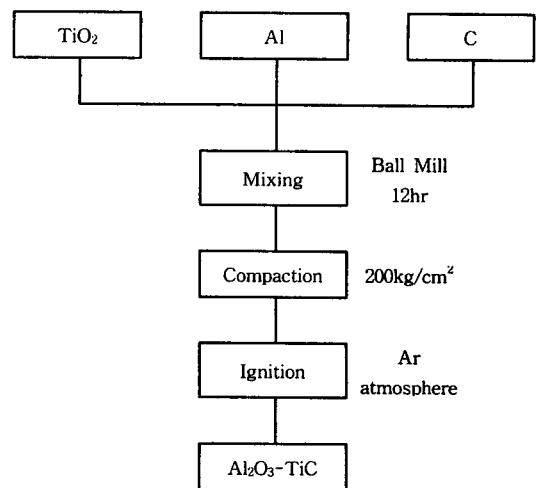 TiO₂
Al
C
Mixing
Ball Mill
12hr
Compaction
200kg/cm²
Ignition
Ar
atmosphere
Al₂O₃-TiC